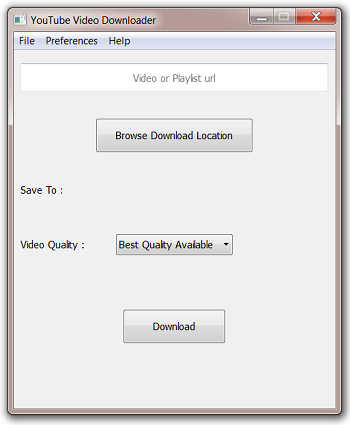 YouTube Video Downloader
File Preferences Help
Video or Playlist url
Browse Download Location
Save To :
Video Quality : Best Quality Available
Download